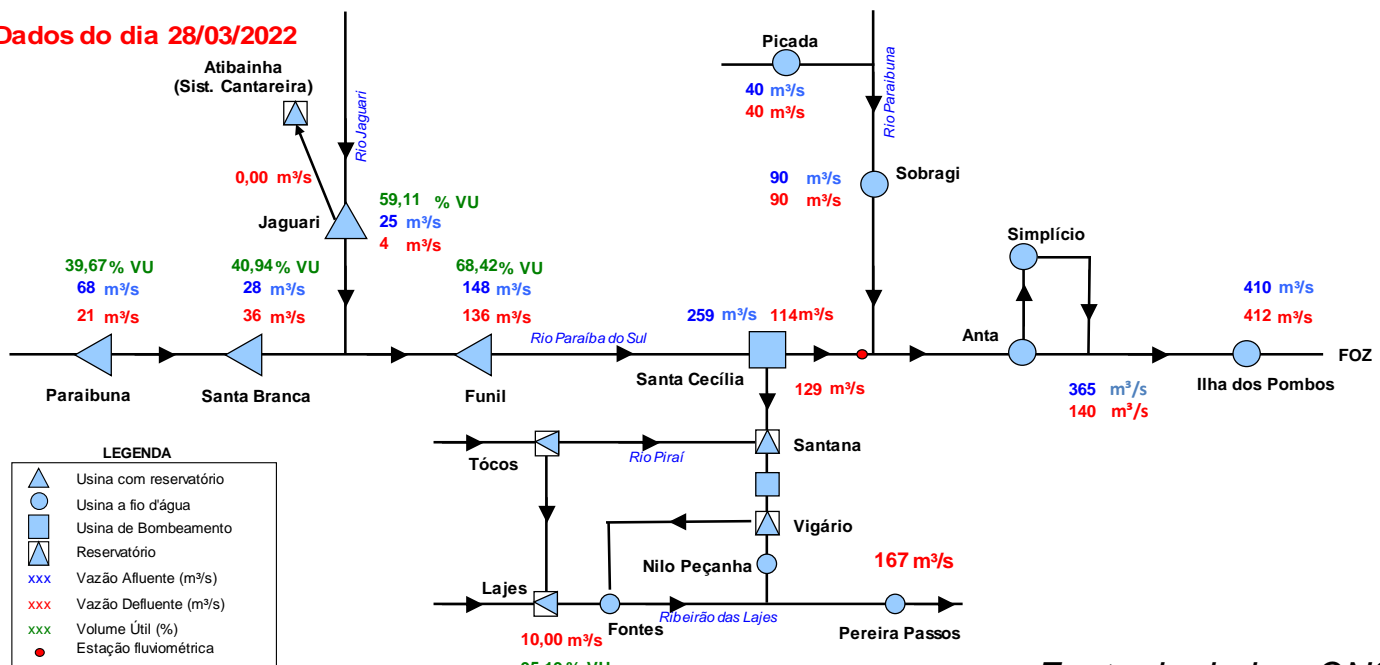 Dados do dia 28/03/2022
Atibainha
(Sist. Cantareira)
Rio Jaguari
0,00 m³/s
Jaguari
59,11 % VU
25 m³/s
4 m³/s
Picada
40 m³/s
40 m³/s
Rio Paraibuna
90 m³/s
90 m³/s
Sobragi
39,67% VU
68 m³/s
21 m³/s
Paraibuna
40,94% VU
28 m³/s
36 m³/s
Santa Branca
68,42% VU
148 m³/s
136 m³/s
Funil
Rio Paraíba do Sul
259 m³/s 114m³/s
Santa Cecília
129 m³/s
Simplício
Anta
365 m³/s
140 m³/s
410 m³/s
412 m³/s
Ilha dos Pombos
FOZ
Tócos
Rio Piraí
Santana
Vigário
Nilo Peçanha
167 m³/s
Lajes
Fontes
Ribeirão das Lajes
Pereira Passos
10,00 m³/s
LEGENDA
Usina com reservatório
Usina a fio d'água
Usina de Bombeamento
Reservatório
xxx Vazão Afluente (m³/s)
xxx Vazão Defluente (m³/s)
xxx Volume Útil (%)
Estação fluviométrica